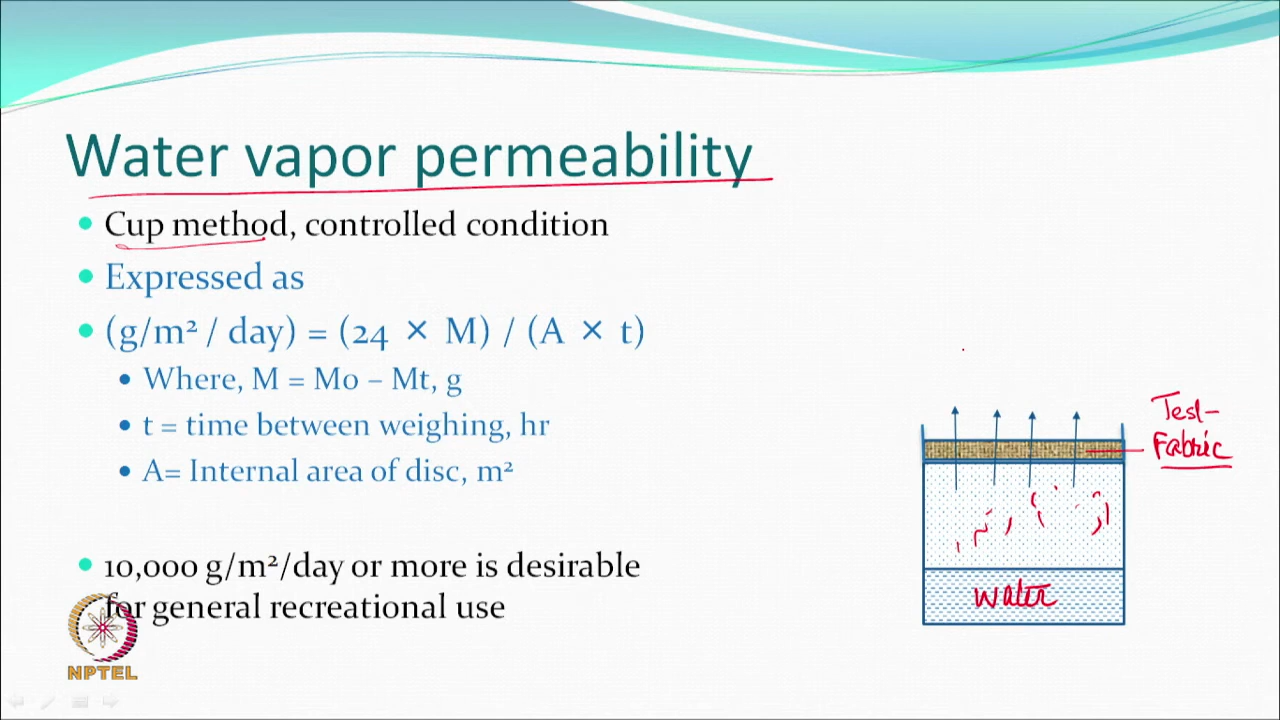 Water vapor permeability
Cup method, controlled condition
Expressed as
(g/m² / day) = (24 × M) / (A × t)
Where, M = Mo – Mt, g
t = time between weighing, hr
A= Internal area of disc, m²
10,000 g/m²/day or more is desirable
for general recreational use
Test-
Fabric
water
NPTEL